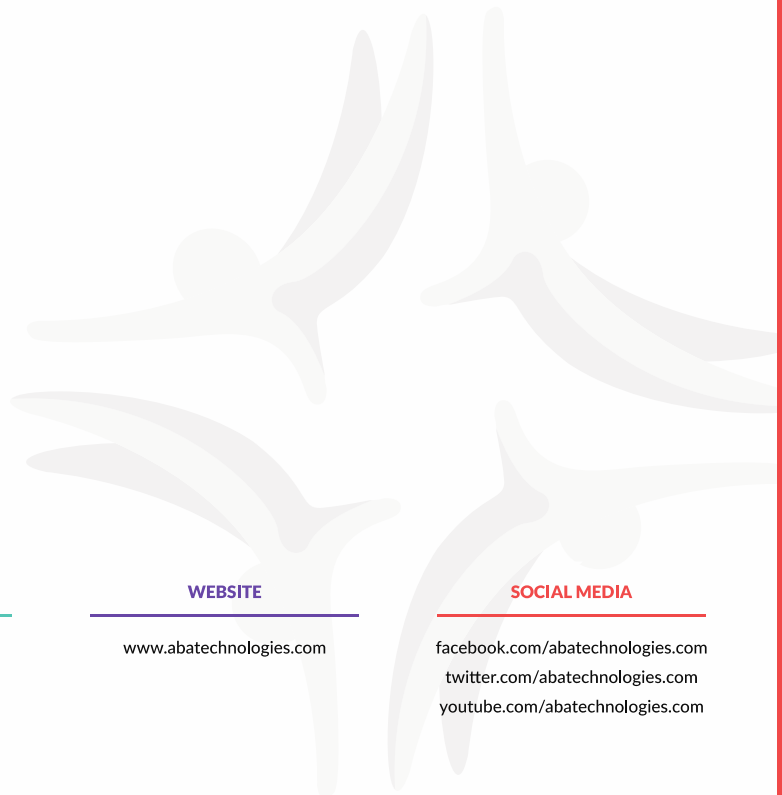 WEBSITE
www.abatechnologies.com
SOCIAL MEDIA
facebook.com/abatechnologies.com
twitter.com/abatechnologies.com
youtube.com/abatechnologies.com